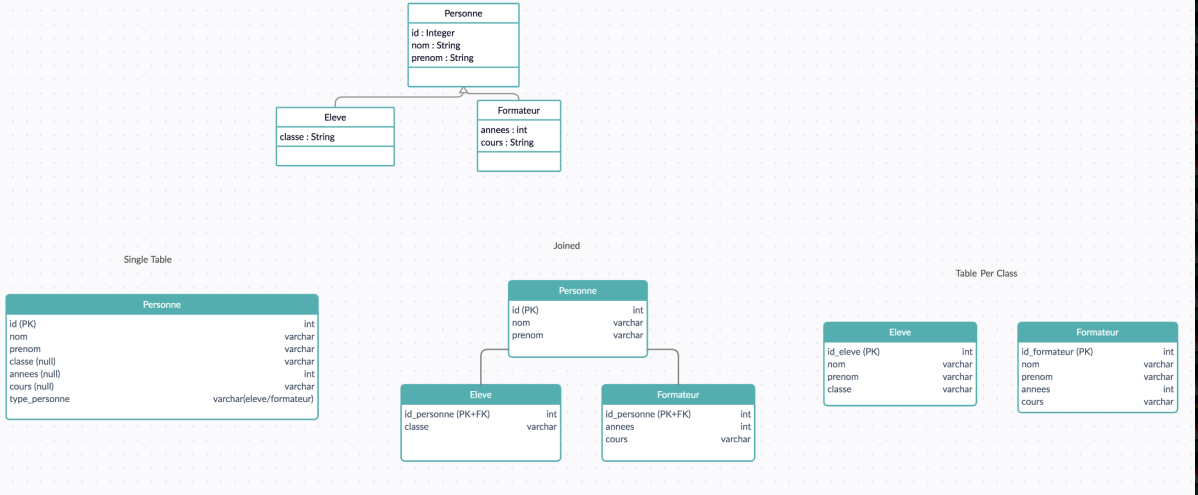 Personne
id : Integer
nom : String
prenom : String
Eleve
classe : String
Formateur
annees : int
cours : String
Single Table
Personne
id (PK) int
nom varchar
prenom varchar
classe (null) varchar
annees (null) int
cours (null) varchar
type_personne varchar(eleve/formateur)
Joined
Personne
id (PK) int
nom varchar
prenom varchar
Eleve
id_personne (PK+FK) int
classe varchar
Formateur
id_personne (PK+FK) int
annees int
cours varchar
Table Per Class
Eleve
id_eleve (PK) int
nom varchar
prenom varchar
classe varchar
Formateur
id_formateur (PK) int
nom varchar
prenom varchar
annees int
cours varchar